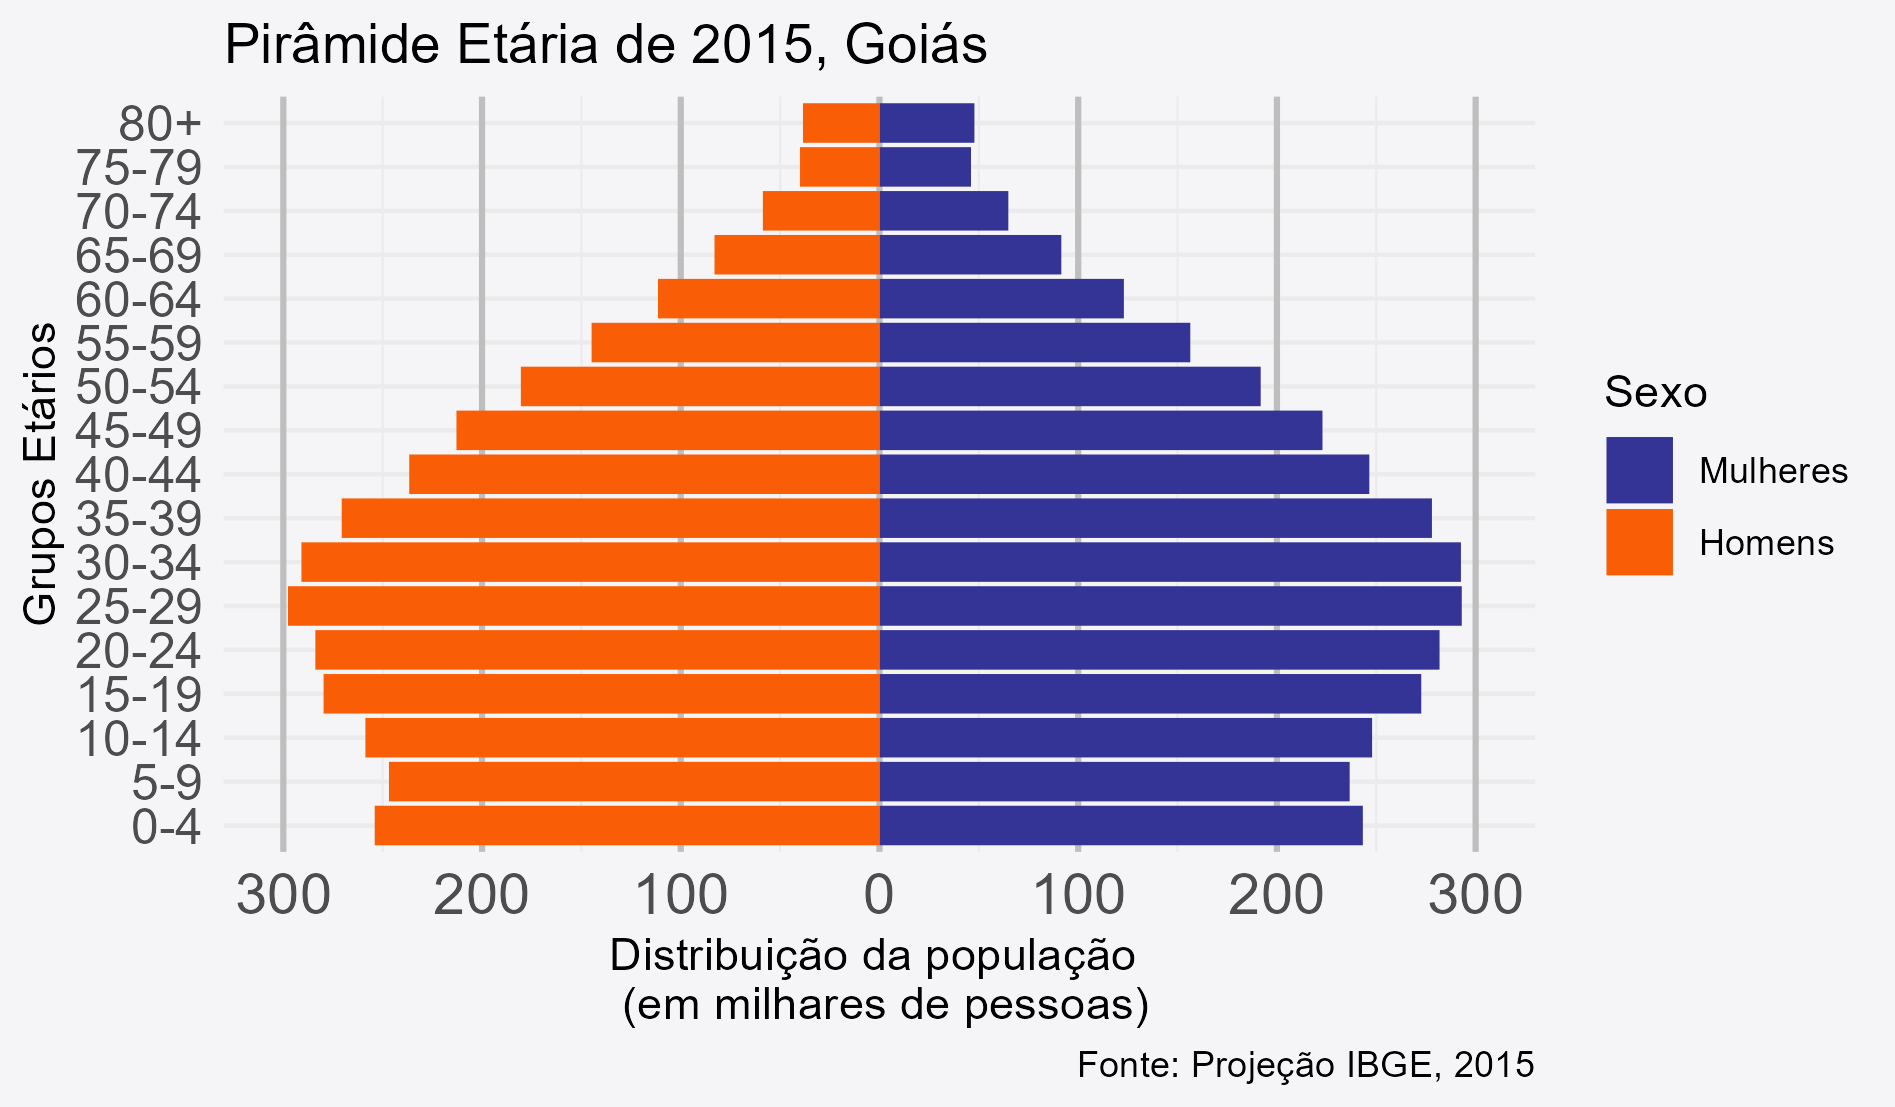 Pirâmide Etária de 2015, Goiás
Grupos Etários
80+
75-79
70-74
65-69
60-64
55-59
50-54
45-49
40-44
35-39
30-34
25-29
20-24
15-19
10-14
5-9
0-4
300 200 100 0 100 200 300
Distribuição da população
(em milhares de pessoas)
Sexo
Mulheres
Homens
Fonte: Projeção IBGE, 2015